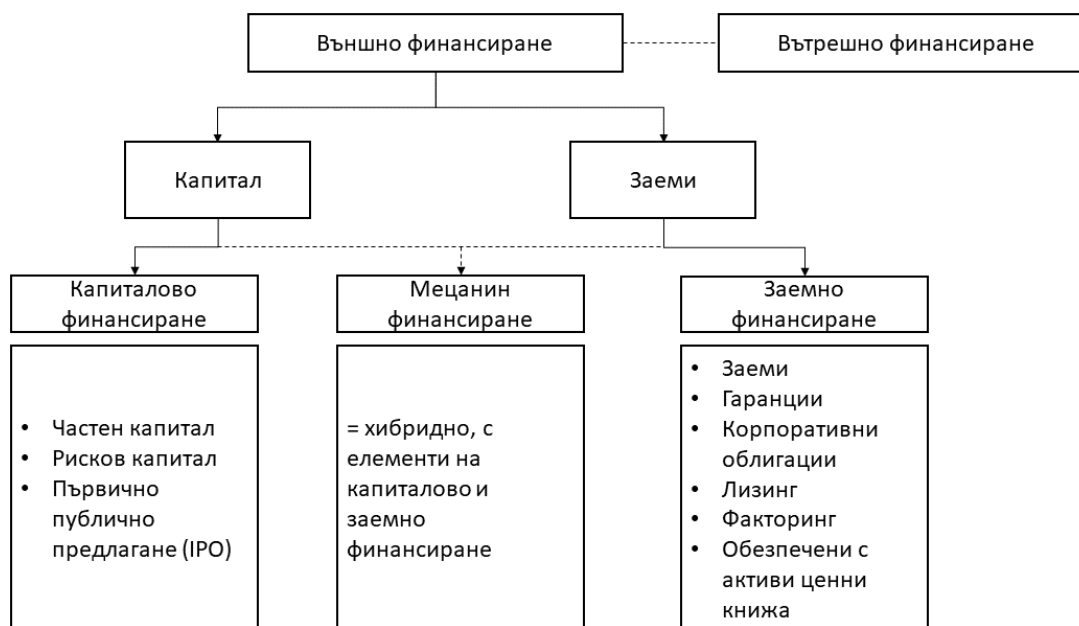 Външно финансиране
Вътрешно финансиране
Капитал
Заеми
Капиталово
финансиране
Мецанин
финансиране
Заемно
финансиране
• Частен капитал
• Рисков капитал
• Първично
публично
предлагане (IPO)
= хибридно, с
елементи на
капиталово и
заемно
финансиране
• Заеми
• Гаранции
• Корпоративни
облигации
• Лизинг
• Факторинг
• Обезпечени с
активи ценни
книжа